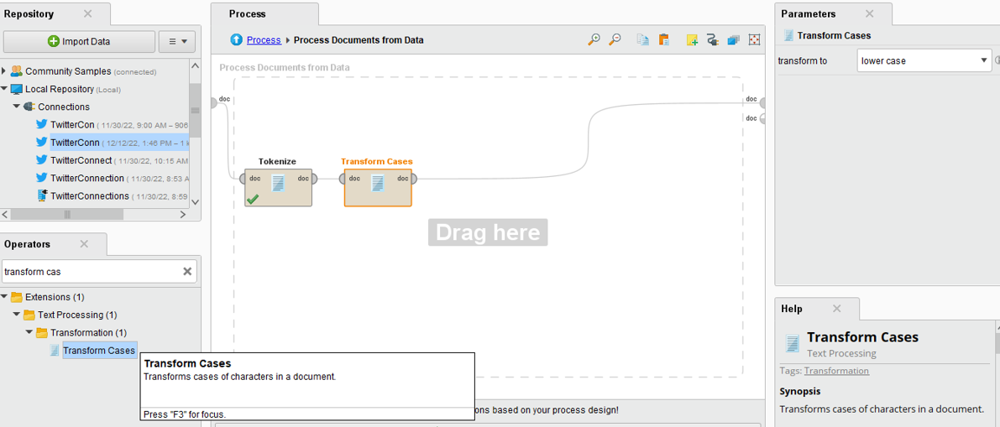 Repository
Import Data
Community Samples (connected)
Local Repository (Local)
Connections
TwitterCon ( 11/30/22, 9:00 AM – 906
TwitterConn ( 12/12/22, 1:46 PM – 1 k
TwitterConnect ( 11/30/22, 10:15 AM
TwitterConnection ( 11/30/22, 8:53 A
TwitterConnections ( 11/30/22, 8:59
Operators
transform cas
Extensions (1)
Text Processing (1)
Transformation (1)
Transform Cases
Transform Cases
Transforms cases of characters in a document.
Press "F3" for focus.
Process
Process Process Documents from Data
Process Documents from Data
doc
doc
doc
Tokenize
doc doc
Transform Cases
doc doc
Drag here
ons based on your process design!
Parameters
Transform Cases
transform to lower case
Help
Transform Cases
Text Processing
Tags: Transformation
Synopsis
Transforms cases of characters in a document.